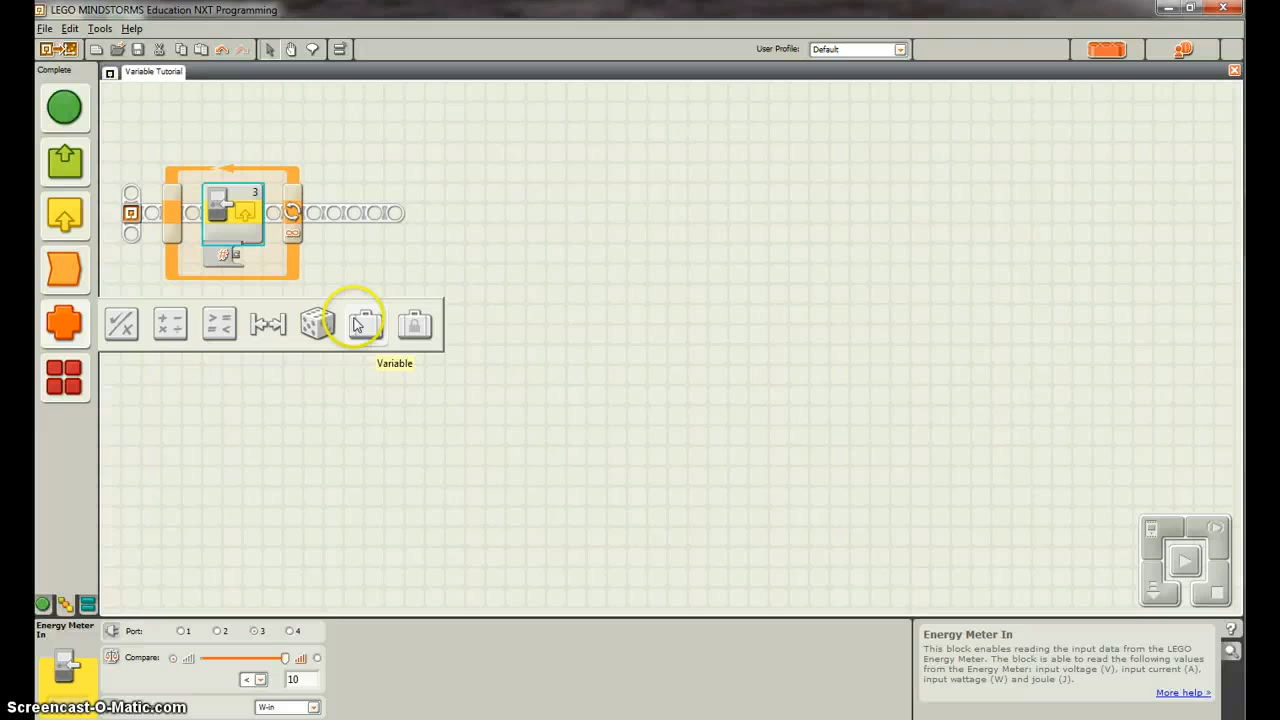 LEGO MINDSTORMS Education NXT Programming
File Edit Tools Help
User Profile: Default
Complete
Variable Tutorial
3
#
Variable
Energy Meter In
Port: 1 2 3 4
Compare:
< 10
W-in
Energy Meter In
This block enables reading the input data from the LEGO
Energy Meter. The block is able to read the following values
from the Energy Meter: input voltage (V), input current (A),
input wattage (W) and joule (J).
More help »
?
Screencast-O-Matic.com